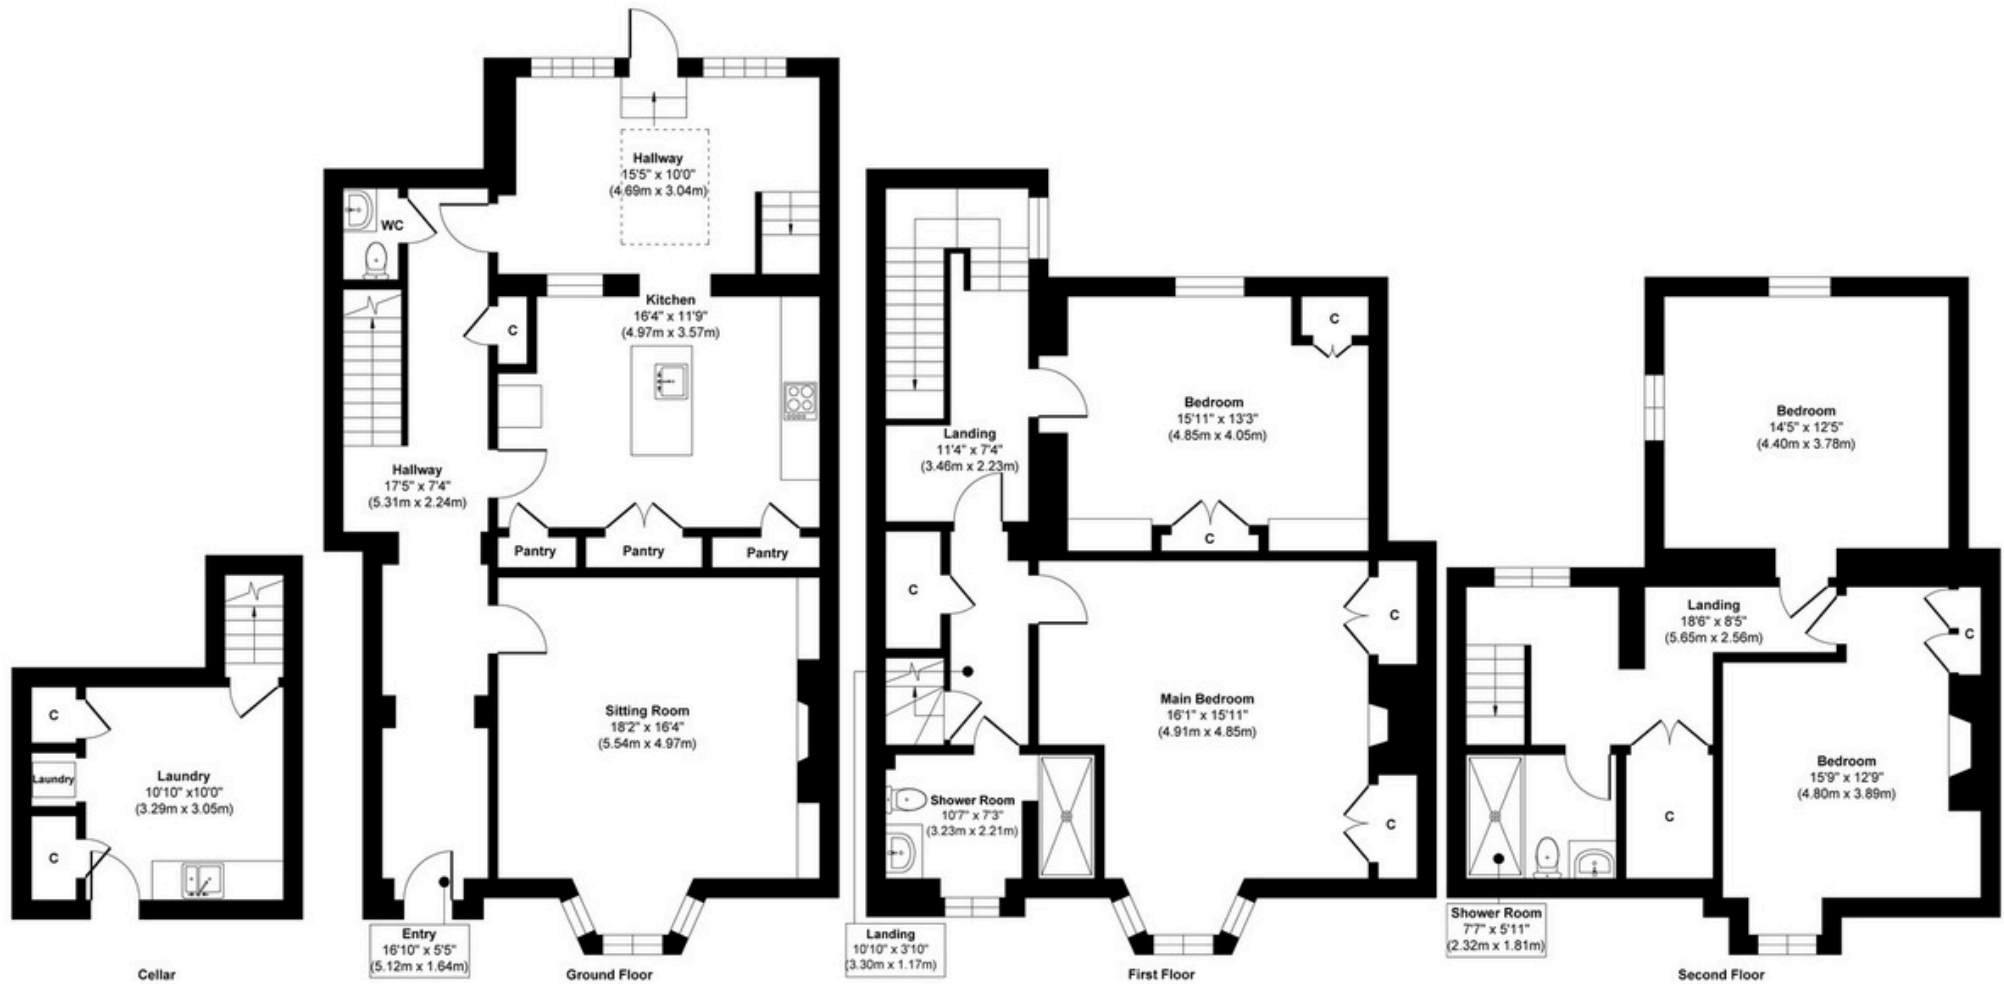 C
Laundry
C
Laundry
10'10" x10'0"
(3.29m x 3.05m)
Cellar
Hallway
15'5" x 10'0"
(4.69m x 3.04m)
WC
Kitchen
16'4" x 11'9"
(4.97m x 3.57m)
C
Hallway
17'5" x 7'4"
(5.31m x 2.24m)
Pantry
Pantry
Pantry
Sitting Room
18'2" x 16'4"
(5.54m x 4.97m)
Entry
16'10" x 5'5"
(5.12m x 1.64m)
Ground Floor
C
Bedroom
15'11" x 13'3"
(4.85m x 4.05m)
Landing
11'4" x 7'4"
(3.46m x 2.23m)
C
C
C
Main Bedroom
16'1" x 15'11"
(4.91m x 4.85m)
Shower Room
10'7" x 7'3"
(3.23m x 2.21m)
C
Landing
10'10" x 3'10"
(3.30m x 1.17m)
First Floor
Bedroom
14'5" x 12'5"
(4.40m x 3.78m)
Landing
18'6" x 8'5"
(5.65m x 2.56m)
C
Bedroom
15'9" x 12'9"
(4.80m x 3.89m)
C
Shower Room
7'7" x 5'11"
(2.32m x 1.81m)
Second Floor